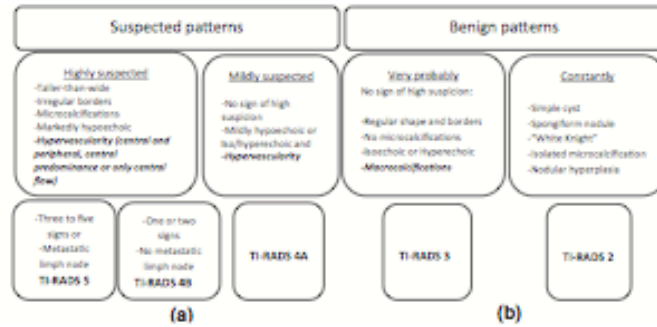 Suspected patterns
Benign patterns
Highly suspected
-Taller-than-wide
-Irregular borders
-Microcalcifications
-Markedly hypoechoic
-Hypervascularity (central and
peripheral, central
predominance or only central
flow)
Mildly suspected
-No sign of high
suspicion
-Mildly hypoechoic or
Iso/hyperechoic and
-Hypervascularity
Very probably
No sign of high suspicion:
-Regular shape and borders
-No microcalcifications
-Isoechoic or Hyperechoic
-Macrocalcifications
Constantly
-Simple cyst
-Spongiform nodule
-"White Knight"
-Isolated microcalcification
-Nodular hyperplasia
-Three to five
signs or
-Metastatic
limph node
TI-RADS 5
-One or two
signs
-No metastatic
limph node
TI-RADS 4B
TI-RADS 4A
TI-RADS 3
TI-RADS 2
(a)
(b)